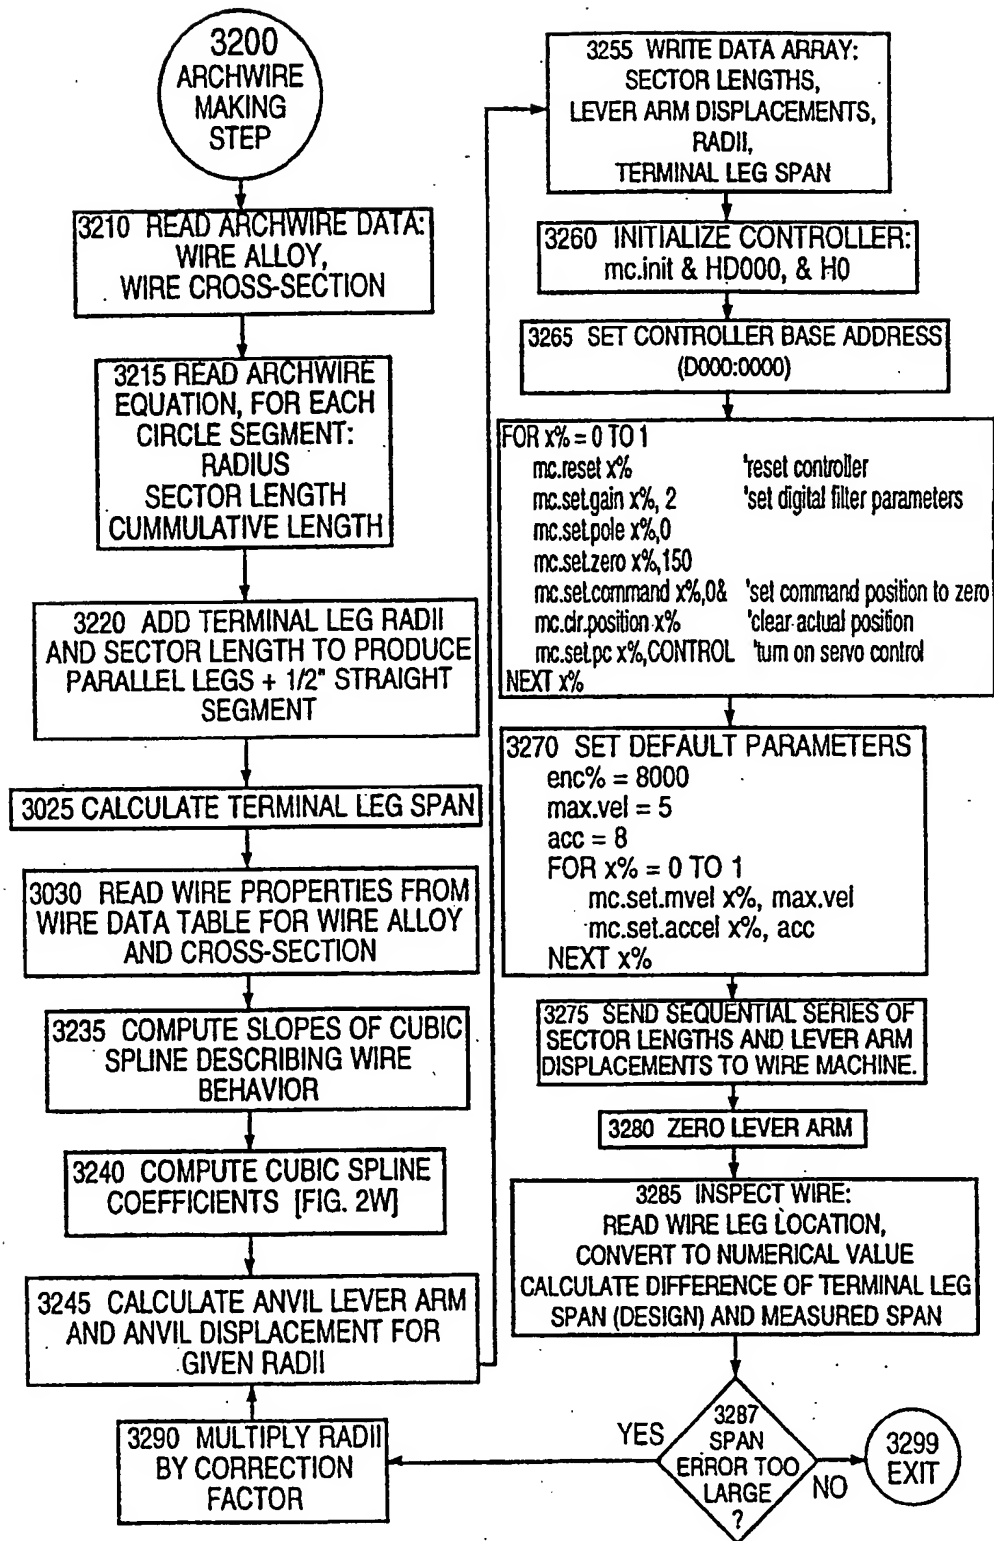 3200
ARCHWIRE
MAKING
STEP
3210 READ ARCHWIRE DATA:
WIRE ALLOY,
WIRE CROSS-SECTION
3215 READ ARCHWIRE
EQUATION, FOR EACH
CIRCLE SEGMENT:
RADIUS
SECTOR LENGTH
CUMMULATIVE LENGTH
3220 ADD TERMINAL LEG RADII
AND SECTOR LENGTH TO PRODUCE
PARALLEL LEGS + 1/2" STRAIGHT
SEGMENT
3025 CALCULATE TERMINAL LEG SPAN
3030 READ WIRE PROPERTIES FROM
WIRE DATA TABLE FOR WIRE ALLOY
AND CROSS-SECTION
3235 COMPUTE SLOPES OF CUBIC
SPLINE DESCRIBING WIRE
BEHAVIOR
3240 COMPUTE CUBIC SPLINE
COEFFICIENTS [FIG. 2W]
3245 CALCULATE ANVIL LEVER ARM
AND ANVIL DISPLACEMENT FOR
GIVEN RADII
3290 MULTIPLY RADII
BY CORRECTION
FACTOR
3255 WRITE DATA ARRAY:
SECTOR LENGTHS,
LEVER ARM DISPLACEMENTS,
RADII,
TERMINAL LEG SPAN
3260 INITIALIZE CONTROLLER:
mc.init & HD000, & H0
3265 SET CONTROLLER BASE ADDRESS
(D000:0000)
FOR x% = 0 TO 1
mc.reset x% 'reset controller
mc.set.gain x%, 2 'set digital filter parameters
mc.set.pole x%,0
mc.set.zero x%,150
mc.set.command x%,0& 'set command position to zero
mc.clr.position x% 'clear actual position
mc.set.pc x%,CONTROL 'turn on servo control
NEXT x%
3270 SET DEFAULT PARAMETERS
enc% = 8000
max.vel = 5
acc = 8
FOR x% = 0 TO 1
mc.set.mvel x%, max.vel
mc.set.accel x%, acc
NEXT x%
3275 SEND SEQUENTIAL SERIES OF
SECTOR LENGTHS AND LEVER ARM
DISPLACEMENTS TO WIRE MACHINE.
3280 ZERO LEVER ARM
3285 INSPECT WIRE:
READ WIRE LEG LOCATION,
CONVERT TO NUMERICAL VALUE
CALCULATE DIFFERENCE OF TERMINAL LEG
SPAN (DESIGN) AND MEASURED SPAN
3287
SPAN
ERROR TOO
LARGE
?
YES
NO
3299
EXIT